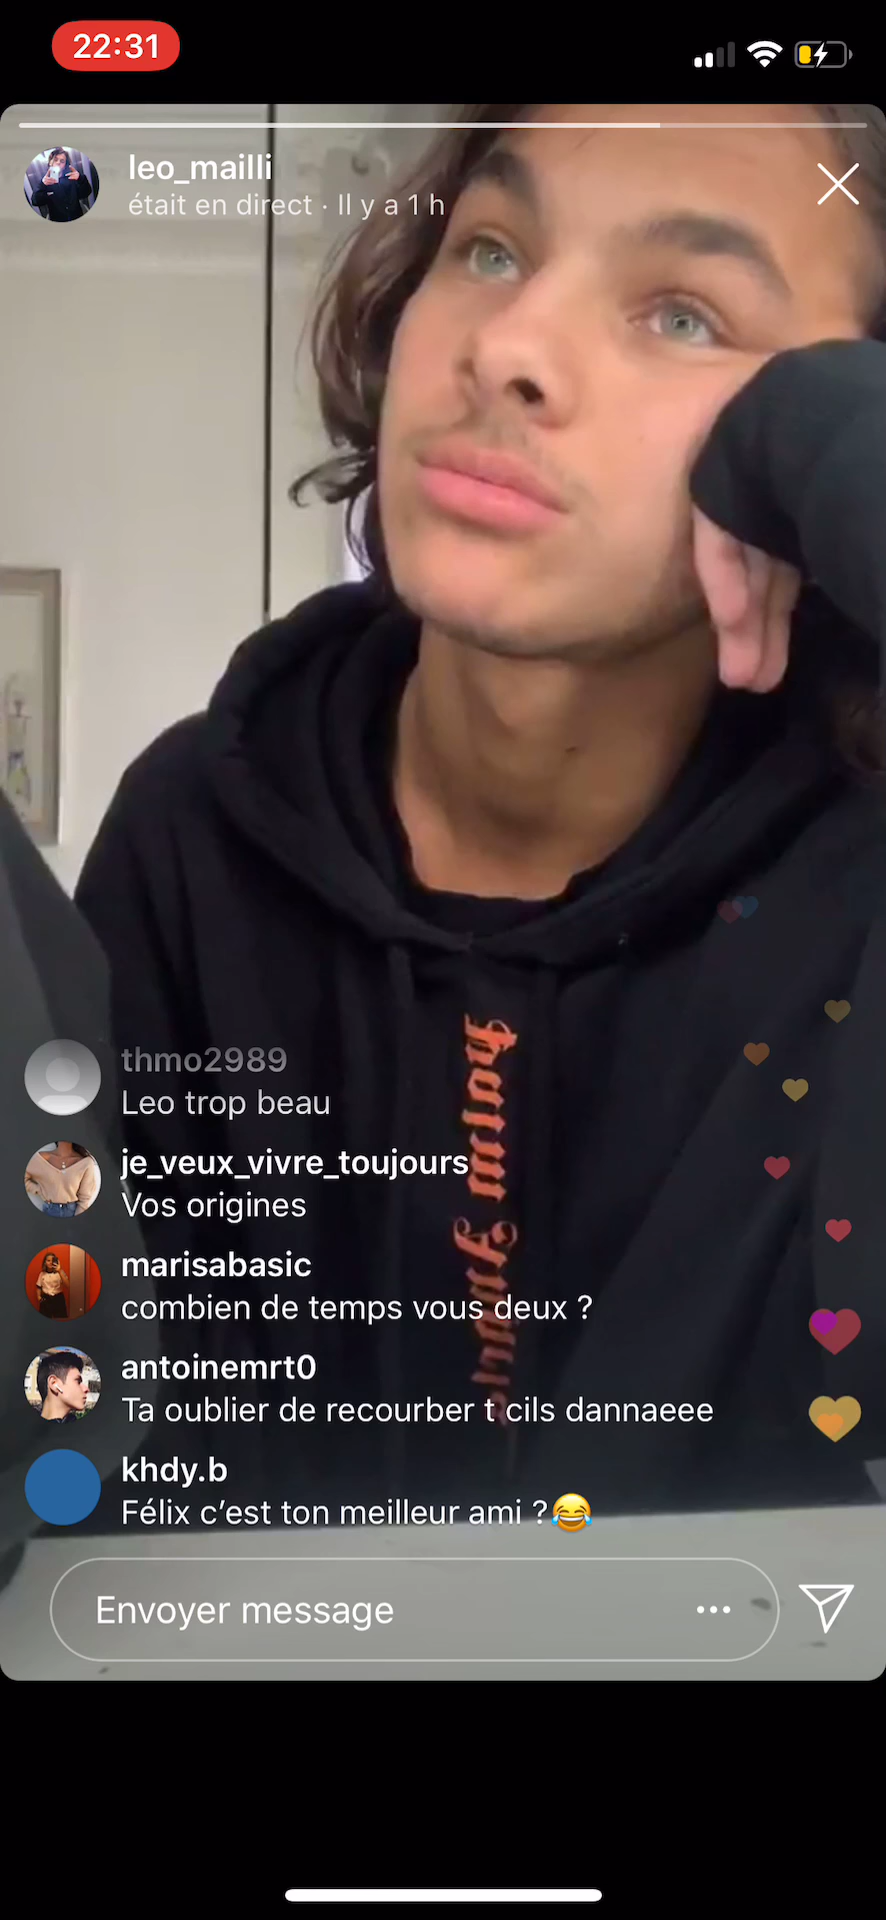 22:31
leo_mailli
était en direct · Il y a 1 h
thmo2989
Leo trop beau
je_veux_vivre_toujours
Vos origines
marisabasic
combien de temps vous deux ?
antoinemrt0
Ta oublier de recourber t cils dannaeee
khdy.b
Félix c’est ton meilleur ami ?😂
Envoyer message